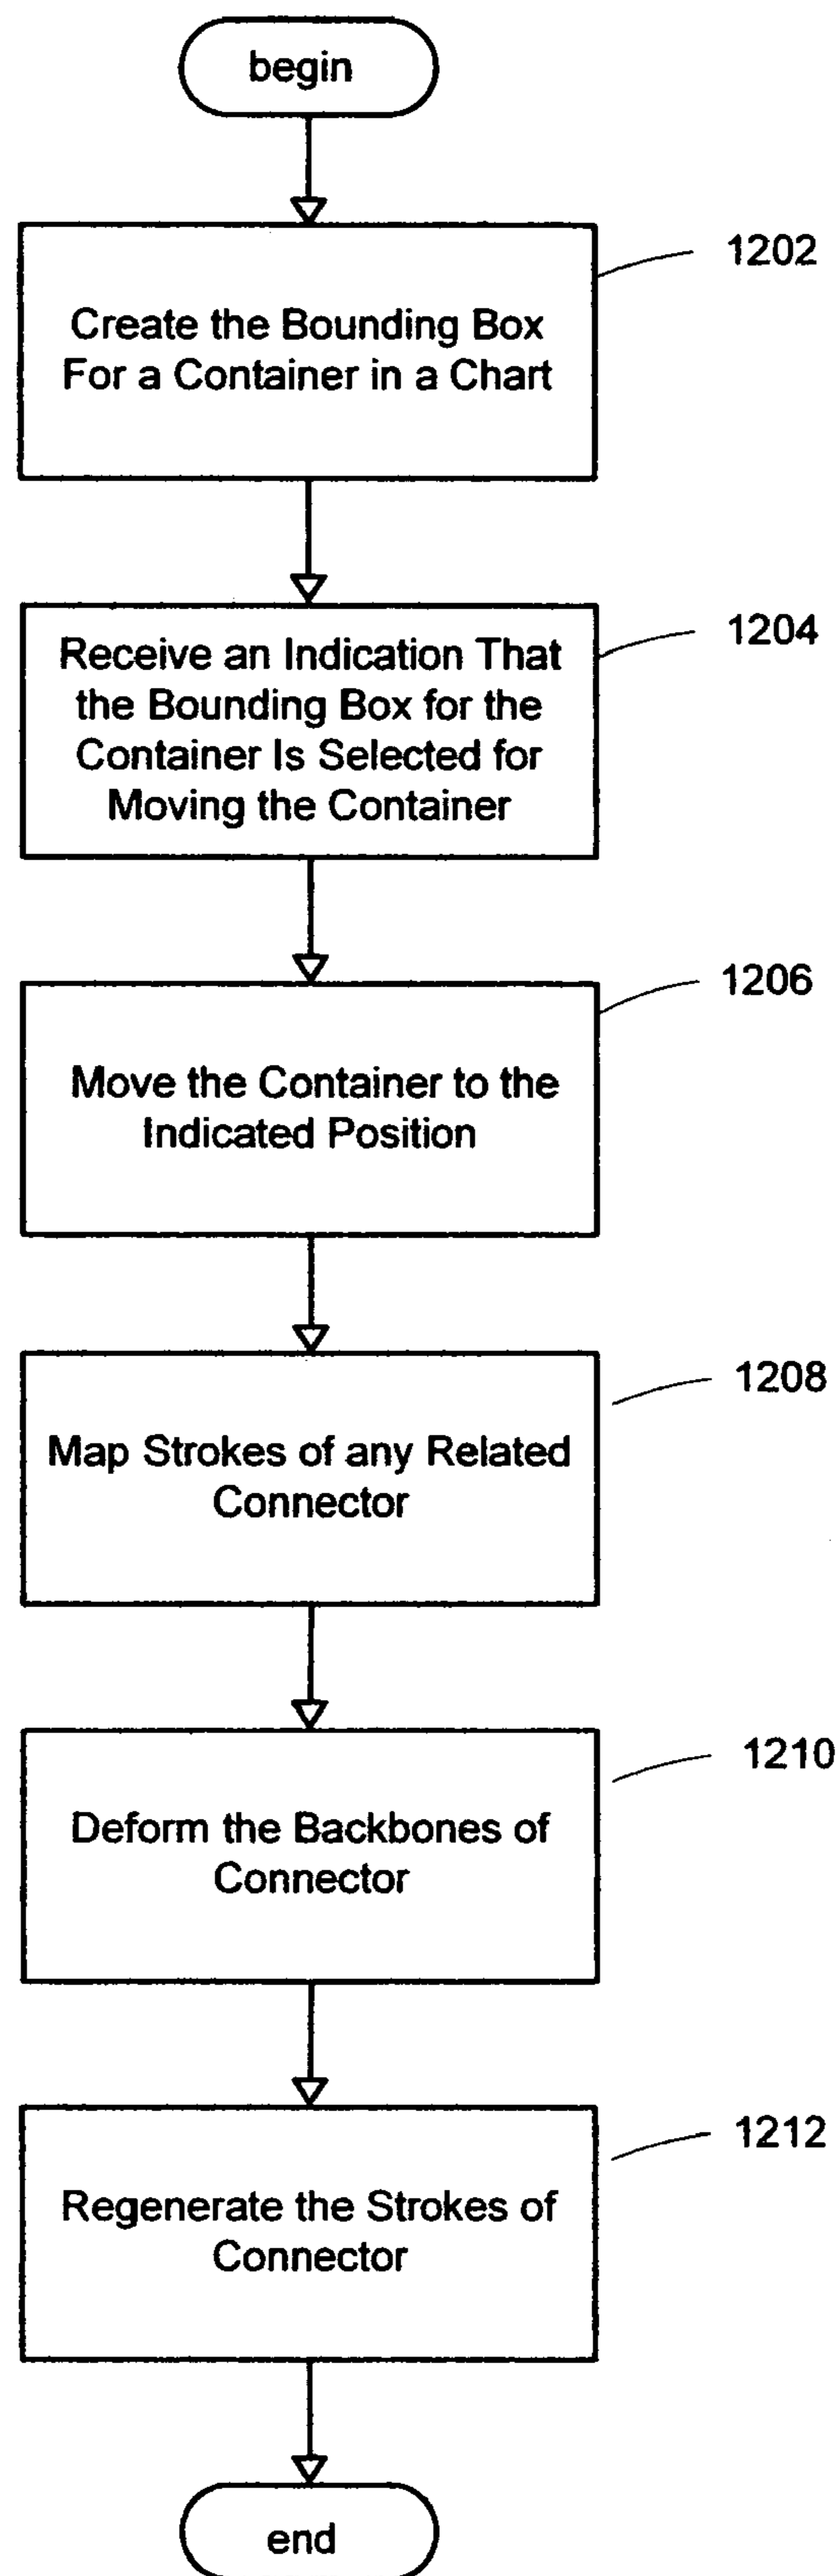 begin
1202
Create the Bounding Box
For a Container in a Chart
1204
Receive an Indication That
the Bounding Box for the
Container Is Selected for
Moving the Container
1206
Move the Container to the
Indicated Position
1208
Map Strokes of any Related
Connector
1210
Deform the Backbones of
Connector
1212
Regenerate the Strokes of
Connector
end